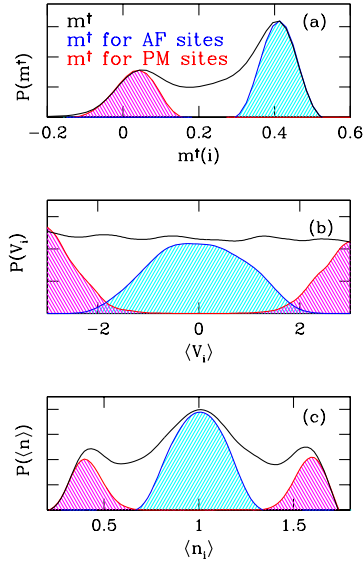 m†
(a)
m† for AF sites
m† for PM sites
P(m†)
−0.2 0 0.2 0.4 0.6
m†(i)
(b)
P(Vᵢ)
−2 0 2
⟨Vᵢ⟩
(c)
P(⟨n⟩)
0.5 1 1.5
⟨nᵢ⟩